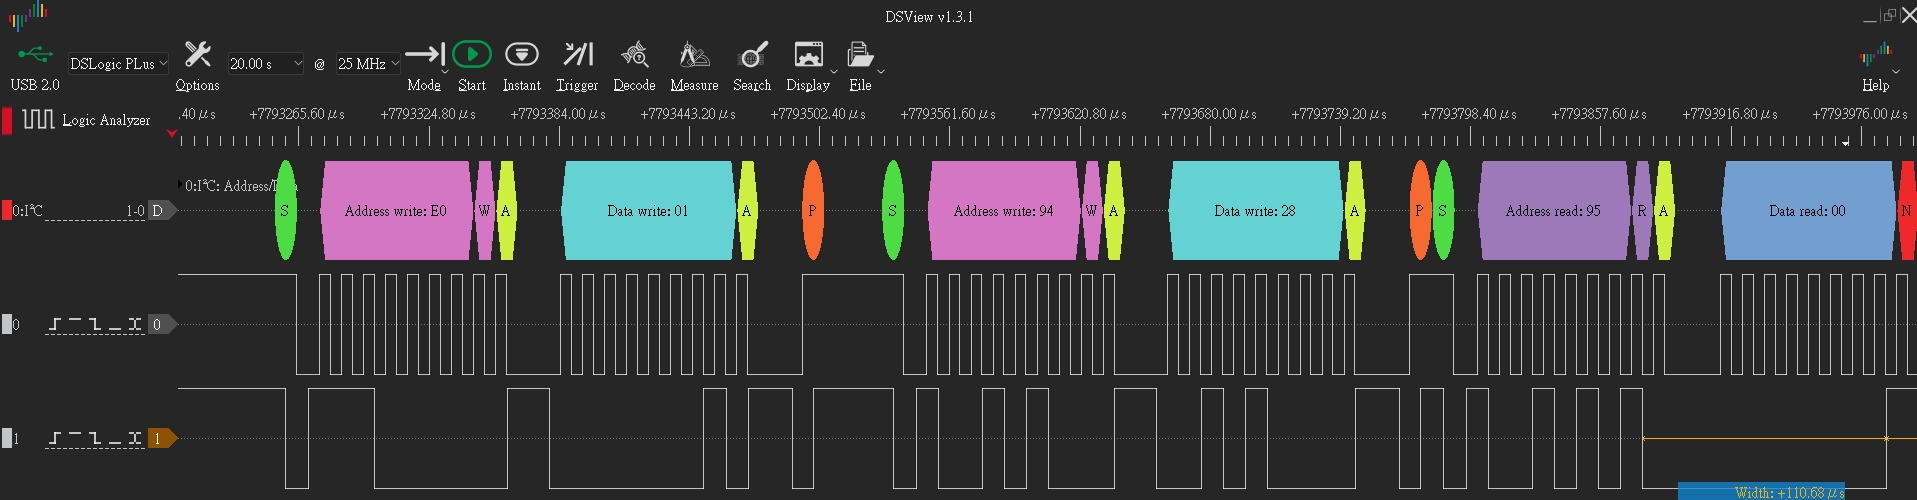 DSView v1.3.1
USB 2.0
DSLogic PLus
Options
20.00 s
@
25 MHz
Mode
Start
Instant
Trigger
Decode
Measure
Search
Display
File
Help
Logic Analyzer
.40 μs +7793265.60 μs +7793324.80 μs +7793384.00 μs +7793443.20 μs +7793502.40 μs +7793561.60 μs +7793620.80 μs +7793680.00 μs +7793739.20 μs +7793798.40 μs +7793857.60 μs +7793916.80 μs +7793976.00 μs
0:I²C: Address/
0:I²C 1-0 D S Address write: E0 W A Data write: 01 A P S Address write: 94 W A Data write: 28 A P S Address read: 95 R A Data read: 00 N
0 0
1 1
Width: +110.68 μs